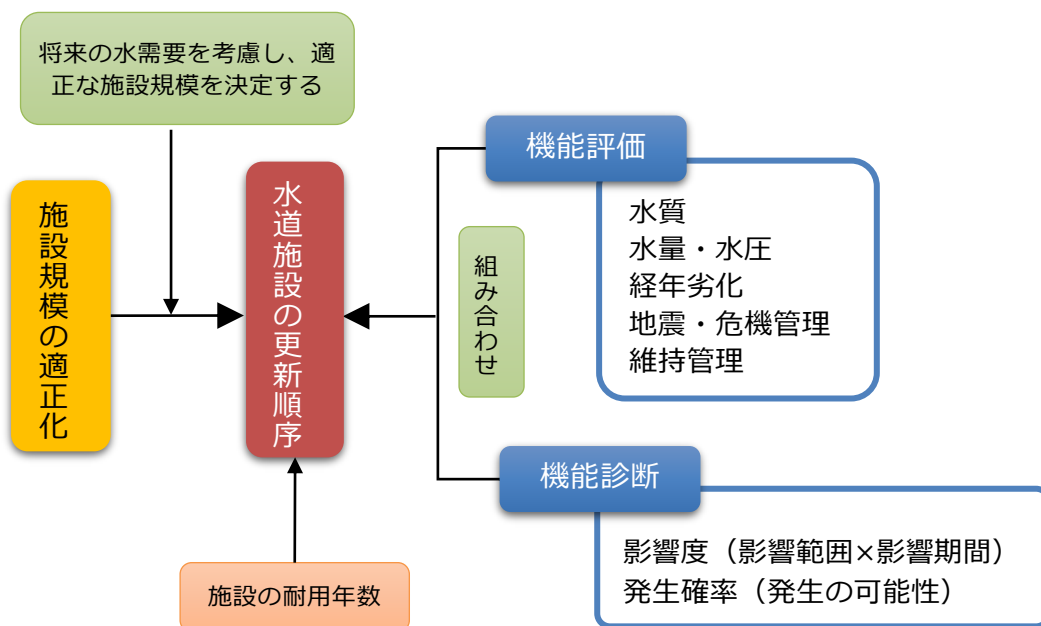 将来の水需要を考慮し、適
正な施設規模を決定する
施設規模の適正化
水道施設の更新順序
施設の耐用年数
組み合わせ
機能評価
水質
水量・水圧
経年劣化
地震・危機管理
維持管理
機能診断
影響度（影響範囲×影響期間）
発生確率（発生の可能性）